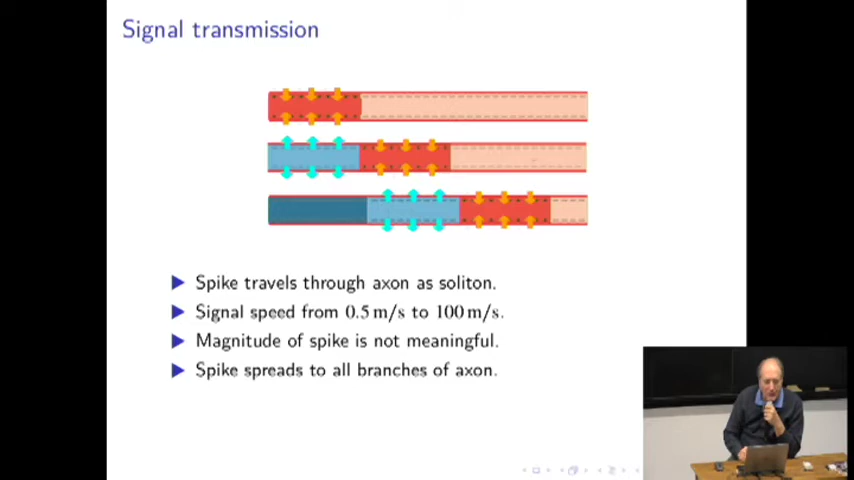 Signal transmission
Spike travels through axon as soliton.
Signal speed from 0.5 m/s to 100 m/s.
Magnitude of spike is not meaningful.
Spike spreads to all branches of axon.